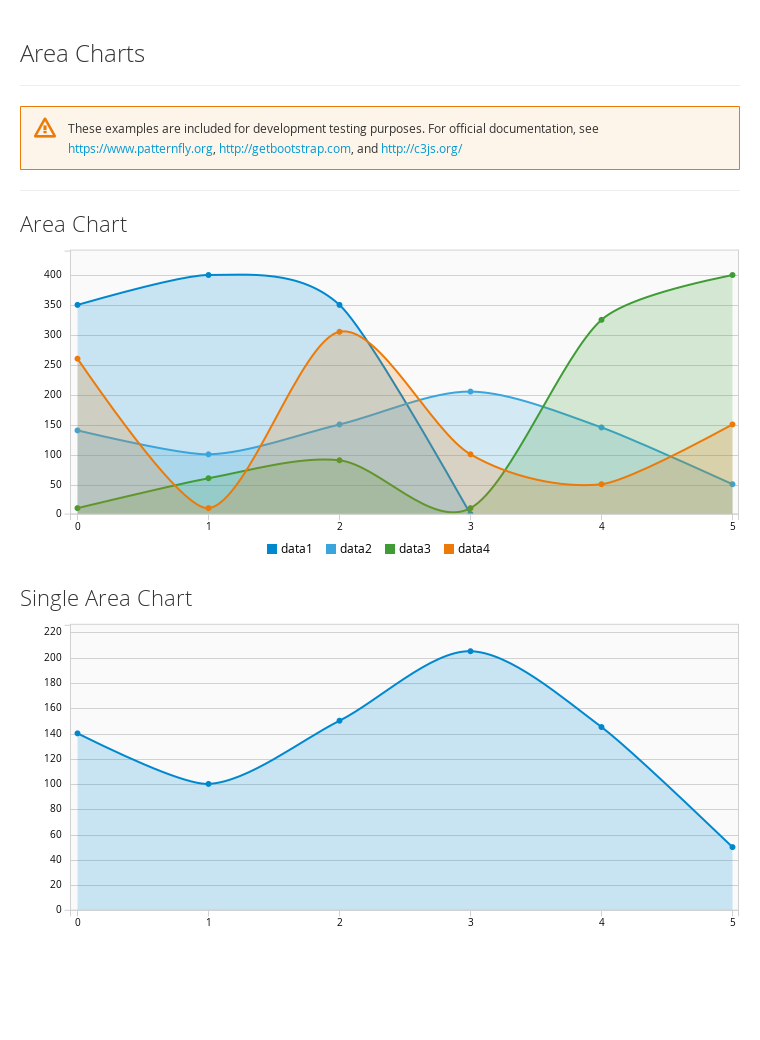 Area Charts
These examples are included for development testing purposes. For official documentation, see
https://www.patternfly.org, http://getbootstrap.com, and http://c3js.org/
Area Chart
400
350
300
250
200
150
100
50
0
0 1 2 3 4 5
data1 data2 data3 data4
Single Area Chart
220
200
180
160
140
120
100
80
60
40
20
0
0 1 2 3 4 5